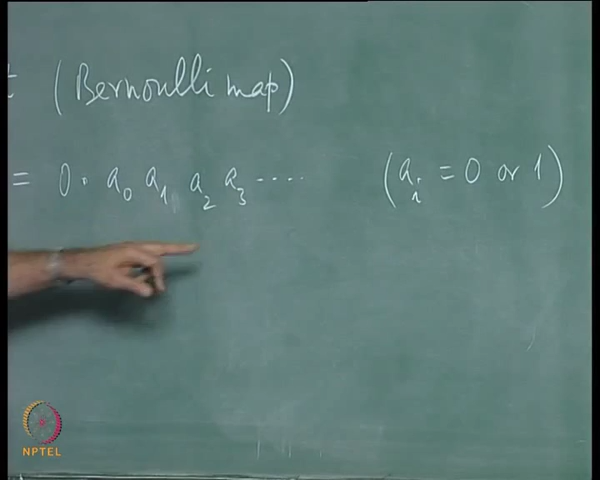 t (Bernoulli map)
= 0. a₀ a₁ a₂ a₃ .... (aᵢ = 0 or 1)
NPTEL